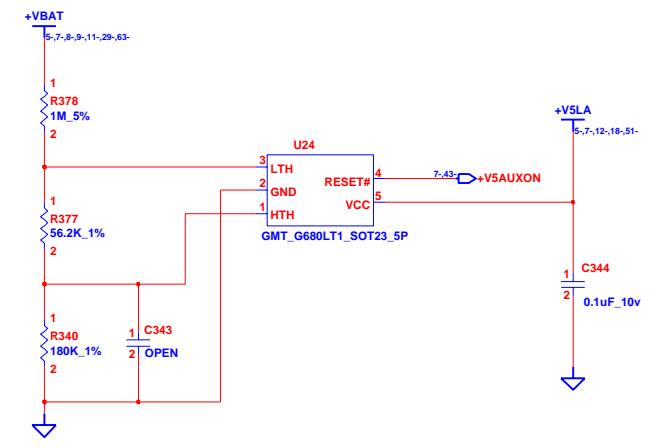 +VBAT
5-,7-,8-,9-,11-,29-,63-
1
R378
1M_5%
2
+V5LA
5-,7-,12-,18-,51-
U24
3
LTH
RESET#
4
7-,43-
+V5AUXON
2
GND
VCC
5
1
HTH
GMT_G680LT1_SOT23_5P
1
R377
56.2K_1%
2
1
C344
2
0.1uF_10v
1
R340
180K_1%
2
1
C343
2
OPEN